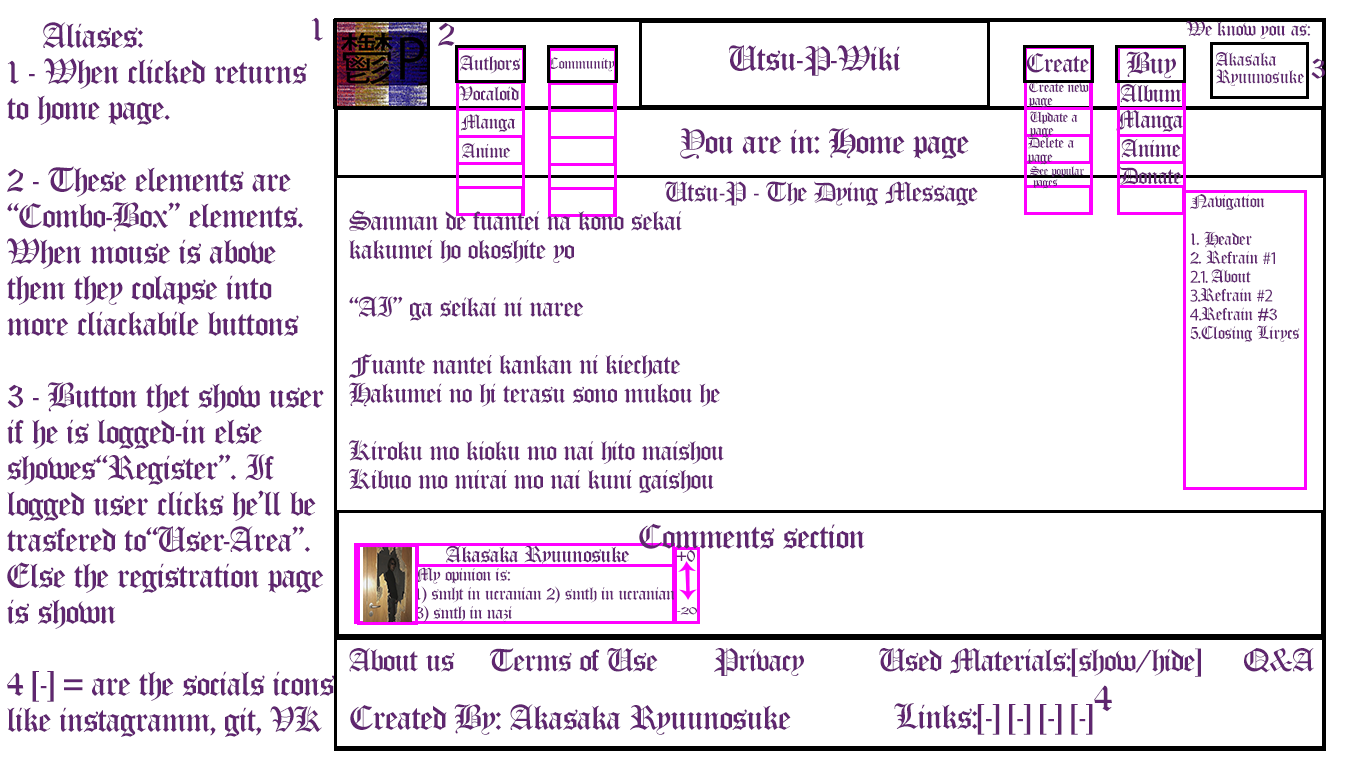 Aliases:
1 - When clicked returns
to home page.
2 - These elements are
“Combo-Box” elements.
When mouse is above
them they colapse into
more cliackabile buttons
3 - Button thet show user
if he is logged-in else
showes“Register”. If
logged user clicks he'll be
trasfered to“User-Area”.
Else the registration page
is shown
4 [-] = are the socials icons
like instagramm, git, VK
1
P
2
Authors
Vocaloid
Manga
Anime
Community
Utsu-P-Wiki
Create
Create new
page
Update a
page
Delete a
page
See popular
pages
Buy
Album
Manga
Anime
Donate
We know you as:
Akasaka
Ryuunosuke
3
You are in: Home page
Utsu-P - The Dying Message
Sannan de fuantei na kono sekai
kakumei ho okoshite yo
“AI” ga seikai ni naree
Fuante nantei kankan ni kiechate
Hakumei no hi terasu sono mukou he
Kiroku mo kioku mo nai hito maishou
Kibuo mo mirai mo nai kuni gaishou
Navigation
1. Header
2. Refrain #1
2.1. About
3.Refrain #2
4.Refrain #3
5.Closing Lirycs
Comments section
Akasaka Ryuunosuke
My opinion is:
1) smht in ucranian 2) smth in ucranian
3) smth in nazi
+0
-20
About us
Terms of Use
Privacy
Used Materials:[show/hide]
Q&A
Created By: Akasaka Ryuunosuke
Links:[-] [-] [-] [-]
4